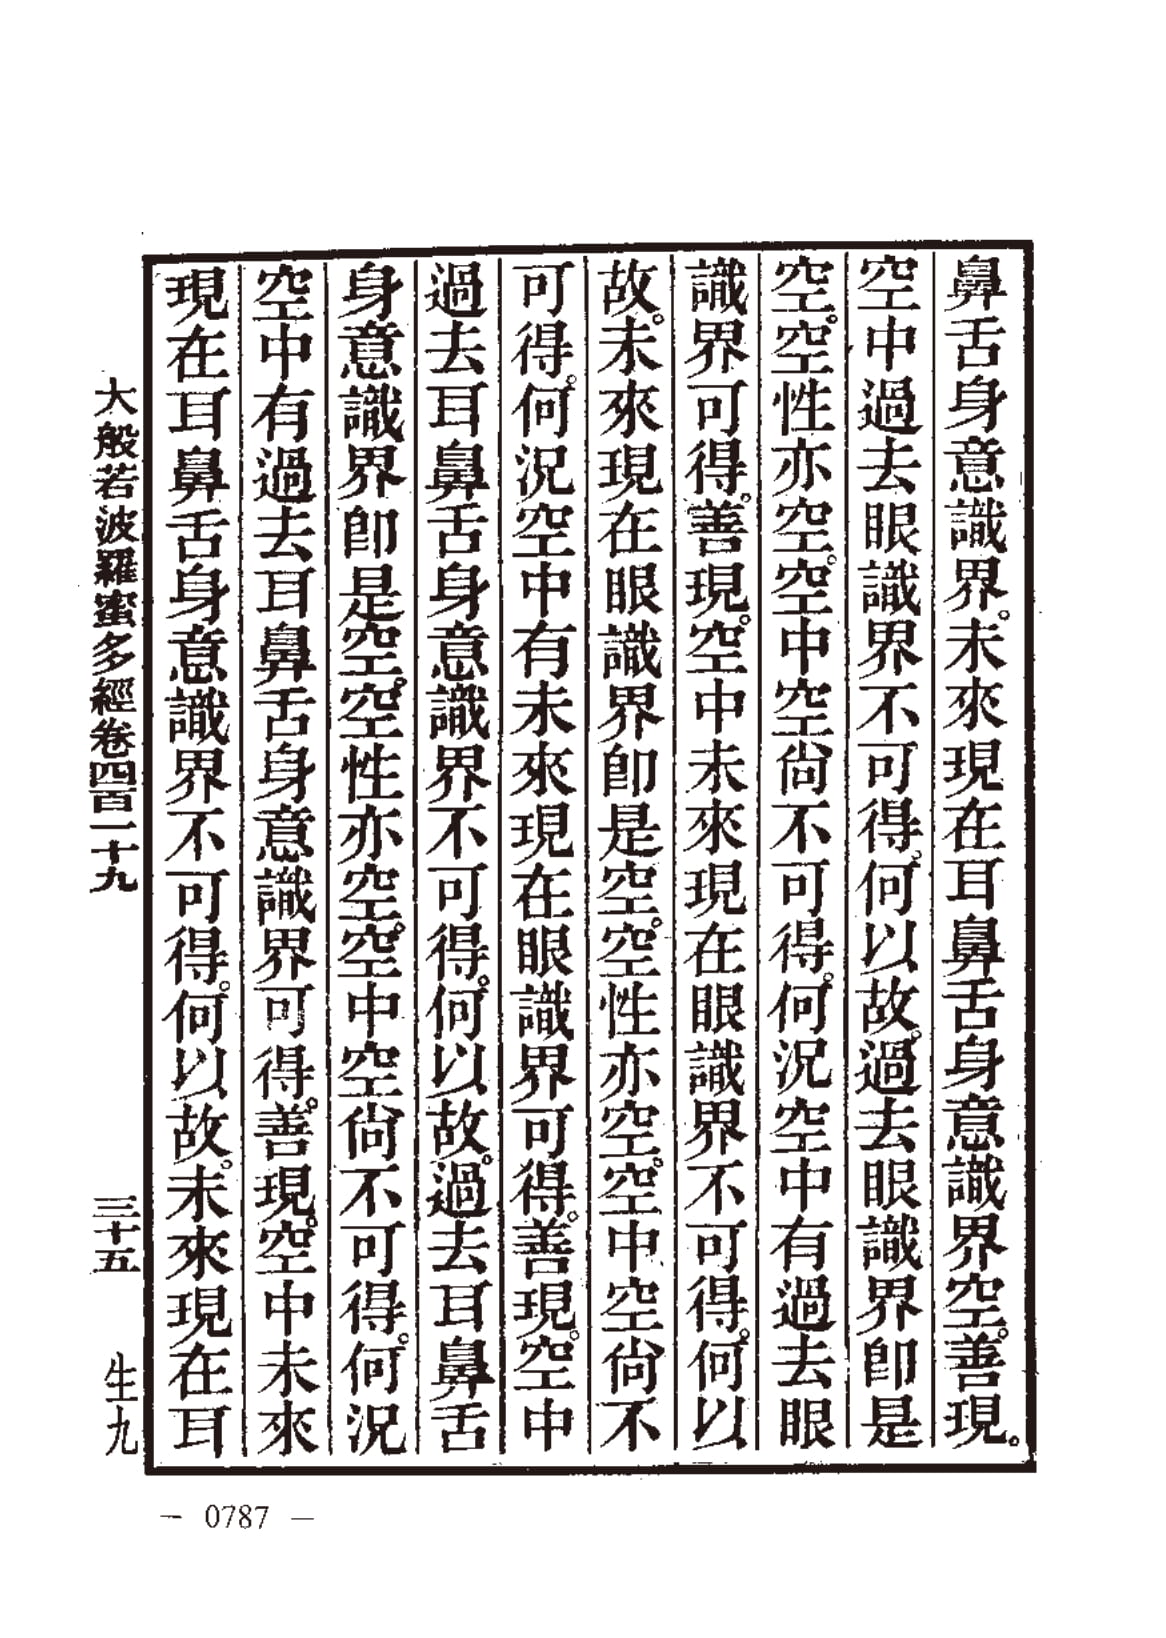 鼻舌身意識界。未來現在耳鼻舌身意識界空。善現。
空中過去眼識界不可得。何以故。過去眼識界卽是
空。空性亦空。空中空尙不可得。何況空中有過去眼
識界可得。善現。空中未來現在眼識界不可得。何以
故。未來現在眼識界卽是空。空性亦空。空中空尙不
可得。何況空中有未來現在眼識界可得。善現。空中
過去耳鼻舌身意識界不可得。何以故。過去耳鼻舌
身意識界卽是空。空性亦空。空中空尙不可得。何況
空中有過去耳鼻舌身意識界可得。善現。空中未來
現在耳鼻舌身意識界不可得。何以故。未來現在耳
大般若波羅蜜多經卷四百一十九 三十五 生九
— 0787 —